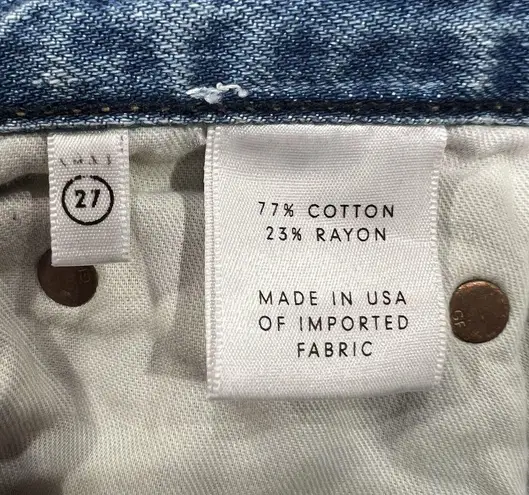 27
77% COTTON
23% RAYON
MADE IN USA
OF IMPORTED
FABRIC